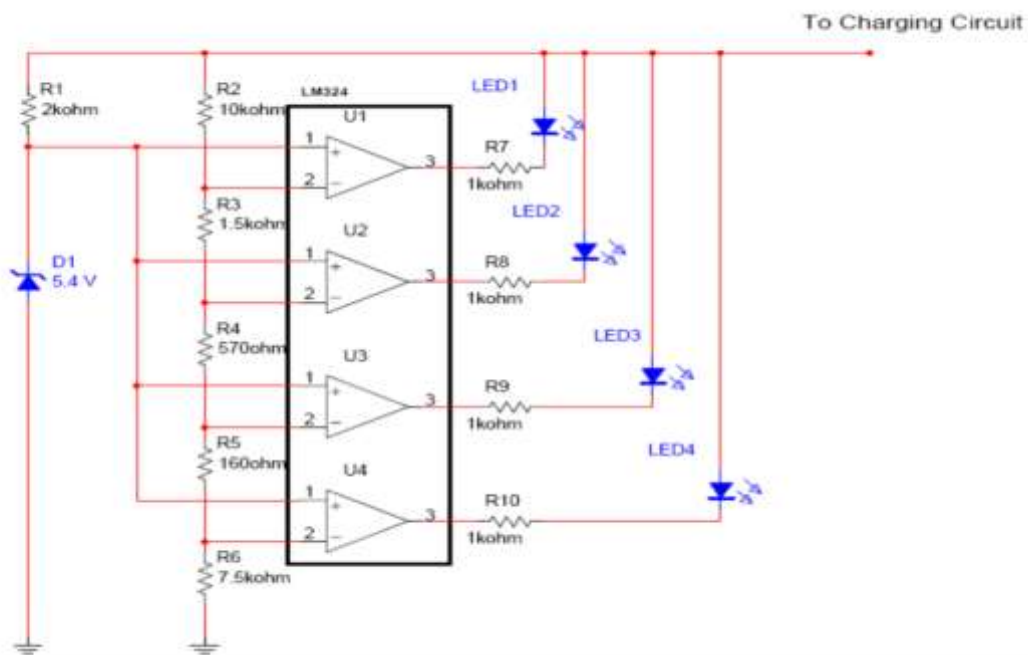 To Charging Circuit
R1
2kohm
R2
10kohm
LM324
U1
1
+
2
−
3
R7
1kohm
LED1
R3
1.5kohm
U2
1
+
2
−
3
R8
1kohm
LED2
D1
5.4 V
R4
570ohm
U3
1
+
2
−
3
R9
1kohm
LED3
R5
160ohm
U4
1
+
2
−
3
R10
1kohm
LED4
R6
7.5kohm